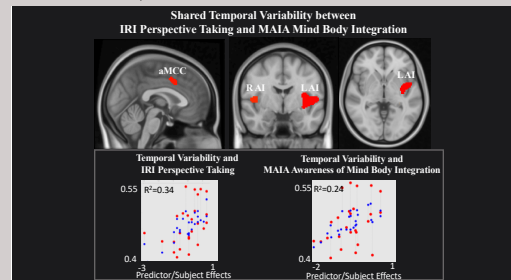 Shared Temporal Variability between
IRI Perspective Taking and MAIA Mind Body Integration
aMCC
RAI
LAI
LAI
Temporal Variability and
IRI Perspective Taking
0.55
R²=0.34
0.4
-3
1
Predictor/Subject Effects
Temporal Variability and
MAIA Awareness of Mind Body Integration
0.55
R²=0.24
0.4
-2
1
Predictor/Subject Effects